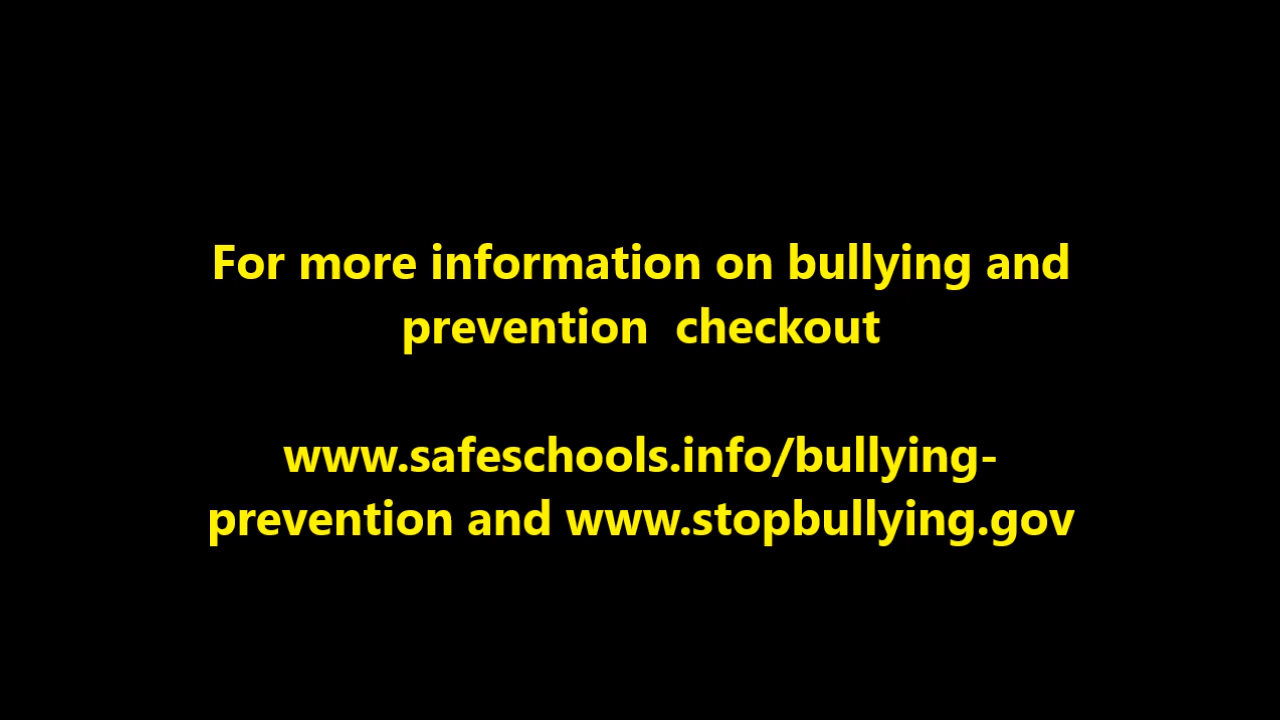 For more information on bullying and
prevention  checkout
www.safeschools.info/bullying-
prevention and www.stopbullying.gov